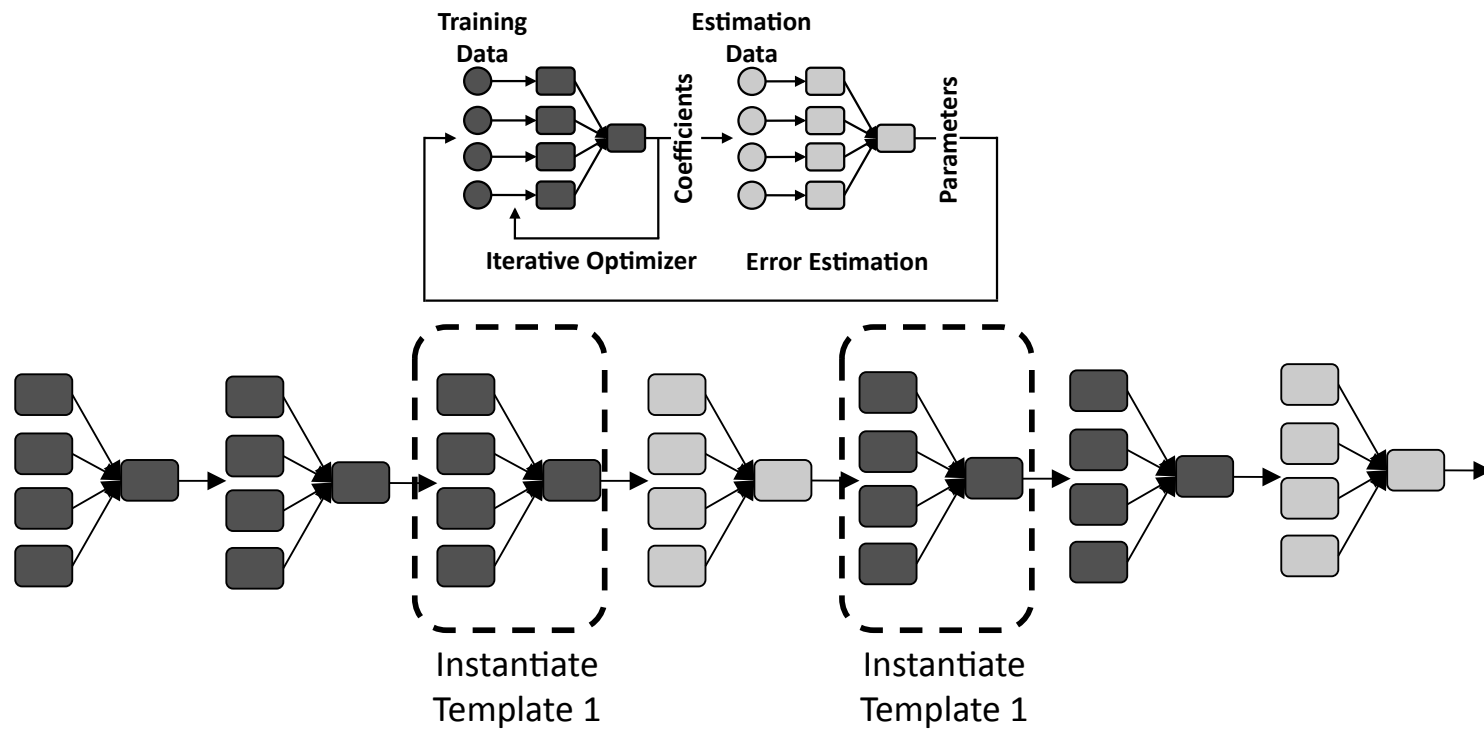 Training
Data
Estimation
Data
Coefficients
Parameters
Iterative Optimizer
Error Estimation
Instantiate
Template 1
Instantiate
Template 1